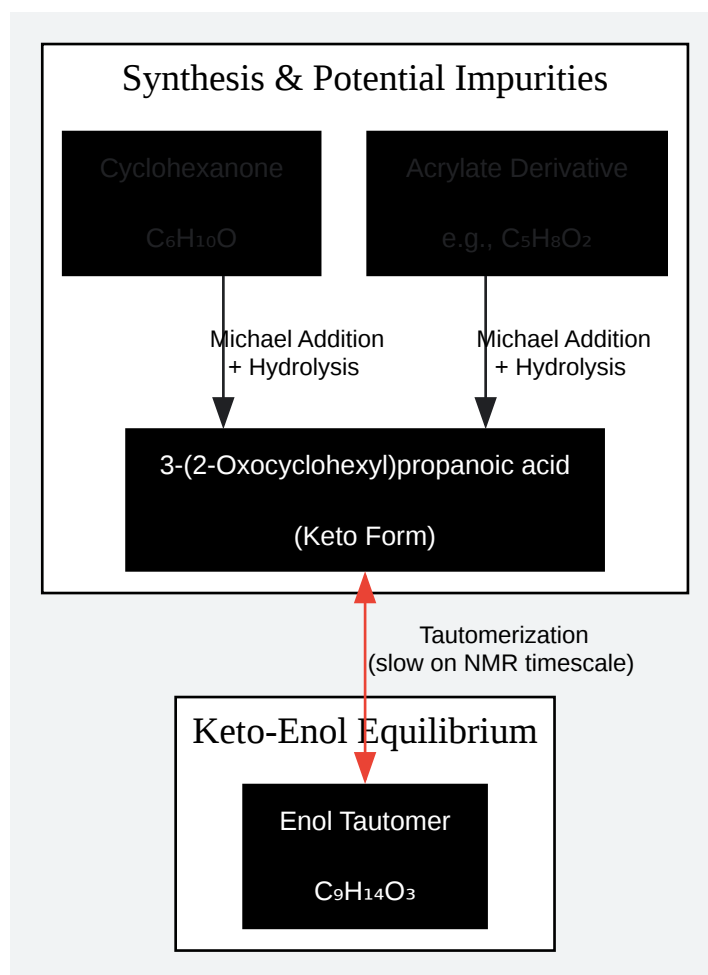 Synthesis & Potential Impurities
Cyclohexanone
C₆H₁₀O
Acrylate Derivative
e.g., C₅H₈O₂
Michael Addition
+ Hydrolysis
Michael Addition
+ Hydrolysis
3-(2-Oxocyclohexyl)propanoic acid
(Keto Form)
Tautomerization
(slow on NMR timescale)
Keto-Enol Equilibrium
Enol Tautomer
C₉H₁₄O₃